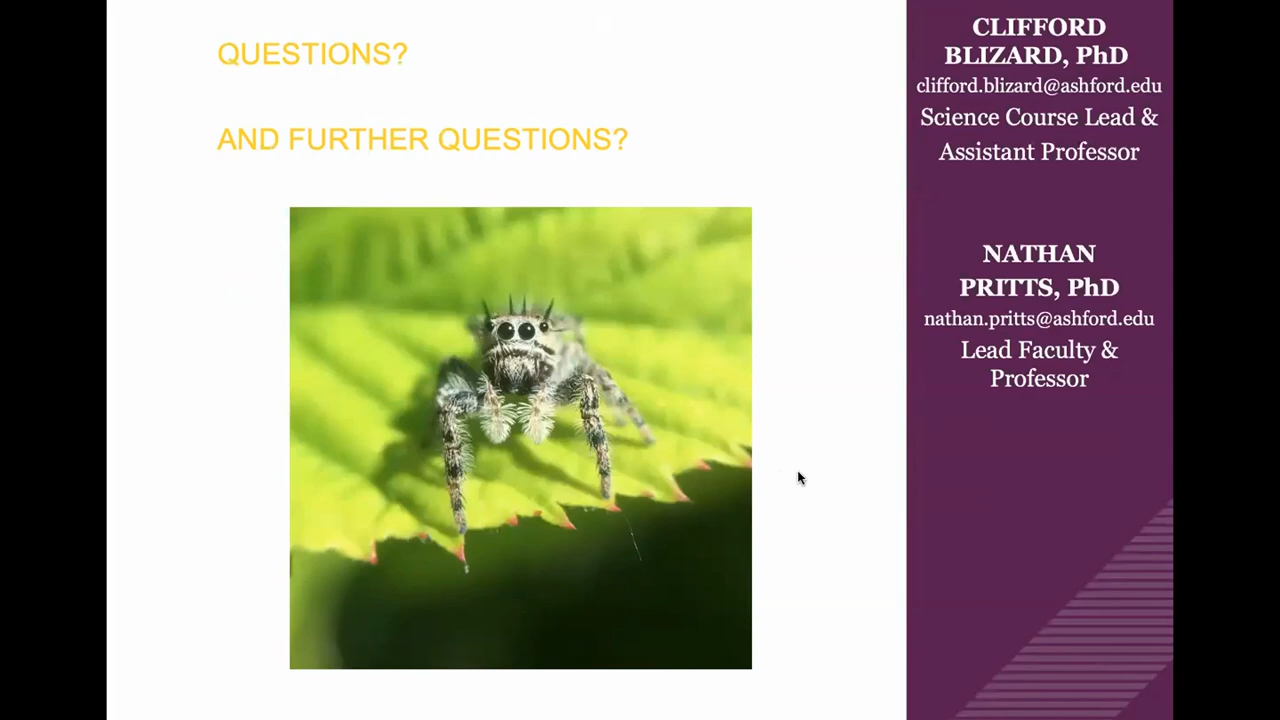 QUESTIONS?
AND FURTHER QUESTIONS?
CLIFFORD
BLIZARD, PhD
clifford.blizard@ashford.edu
Science Course Lead &
Assistant Professor
NATHAN
PRITTS, PhD
nathan.pritts@ashford.edu
Lead Faculty &
Professor